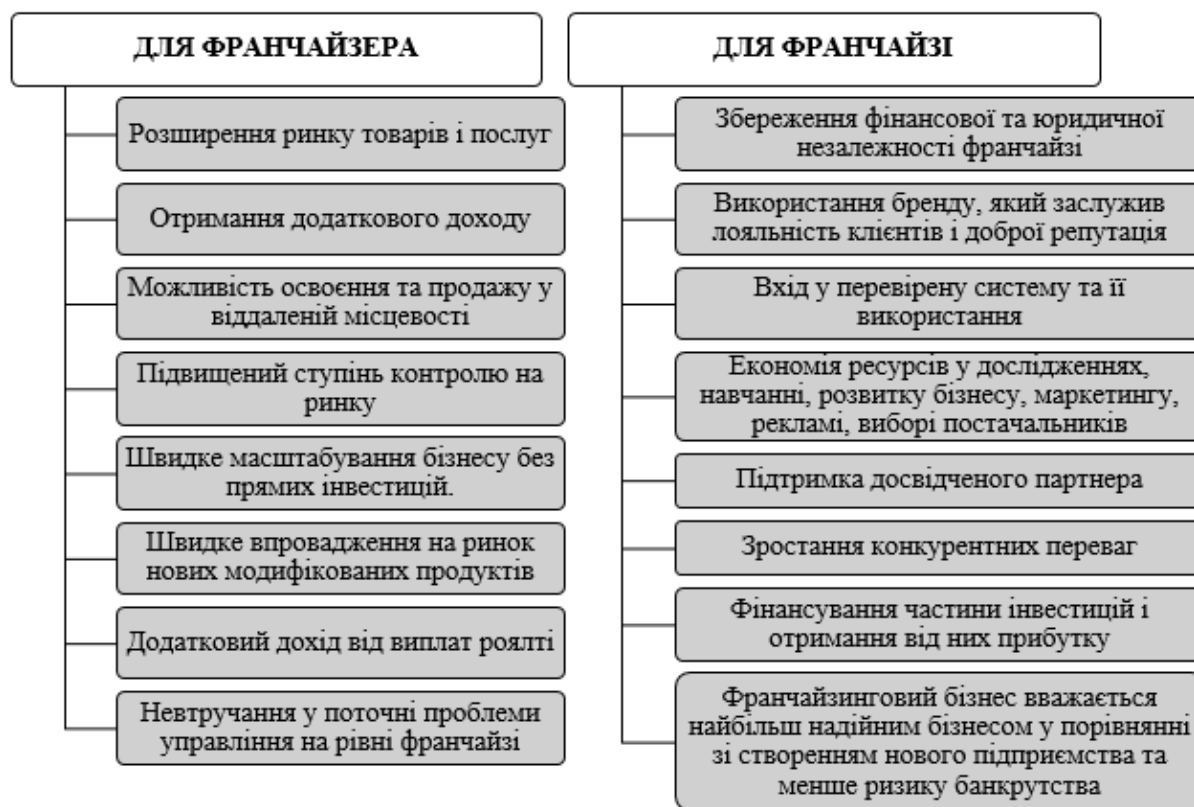 ДЛЯ ФРАНЧАЙЗЕРА
Розширення ринку товарів і послуг
Отримання додаткового доходу
Можливість освоєння та продажу у
віддаленій місцевості
Підвищений ступінь контролю на
ринку
Швидке масштабування бізнесу без
прямих інвестицій.
Швидке впровадження на ринок
нових модифікованих продуктів
Додатковий дохід від виплат роялті
Невтручання у поточні проблеми
управління на рівні франчайзі
ДЛЯ ФРАНЧАЙЗІ
Збереження фінансової та юридичної
незалежності франчайзі
Використання бренду, який заслужив
лояльність клієнтів і доброї репутація
Вхід у перевірену систему та її
використання
Економія ресурсів у дослідженнях,
навчанні, розвитку бізнесу, маркетингу,
рекламі, виборі постачальників
Підтримка досвідченого партнера
Зростання конкурентних переваг
Фінансування частини інвестицій і
отримання від них прибутку
Франчайзинговий бізнес вважається
найбільш надійним бізнесом у порівнянні
зі створенням нового підприємства та
менше ризику банкрутства